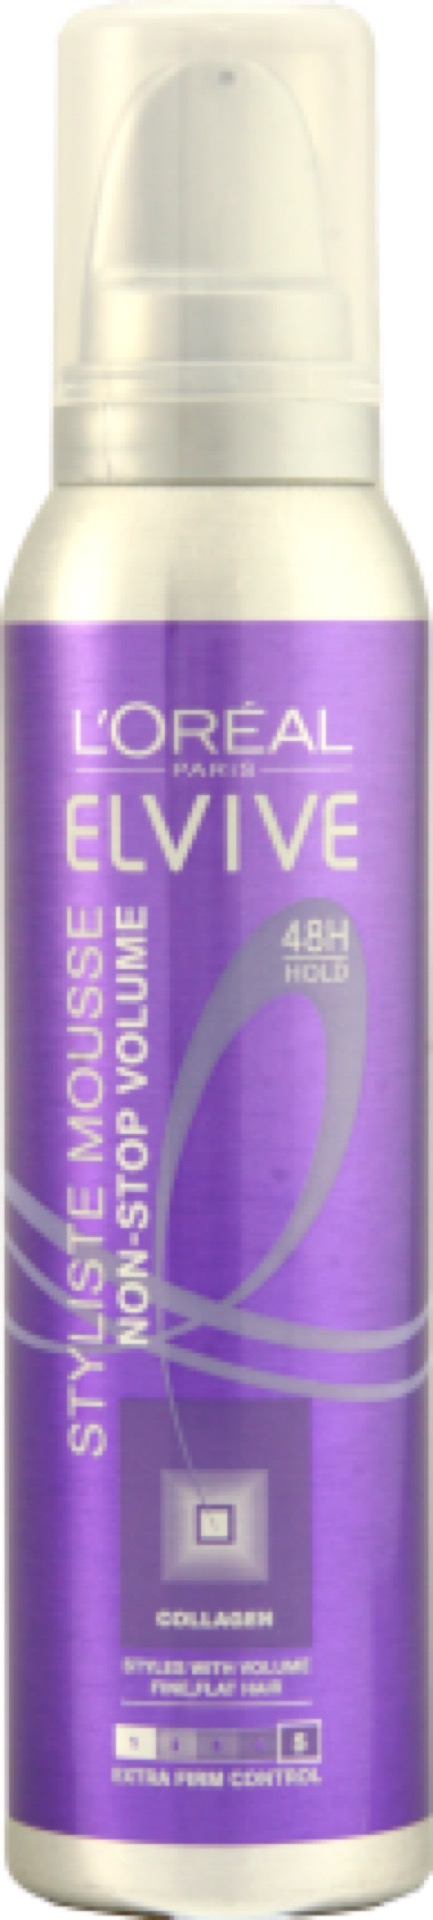 L'ORÉAL
PARIS
ELVIVE
48H
HOLD
STYLISTE MOUSSE
NON-STOP VOLUME
COLLAGEN
STYLES WITH VOLUME
FINE, FLAT HAIR
5
EXTRA FIRM CONTROL